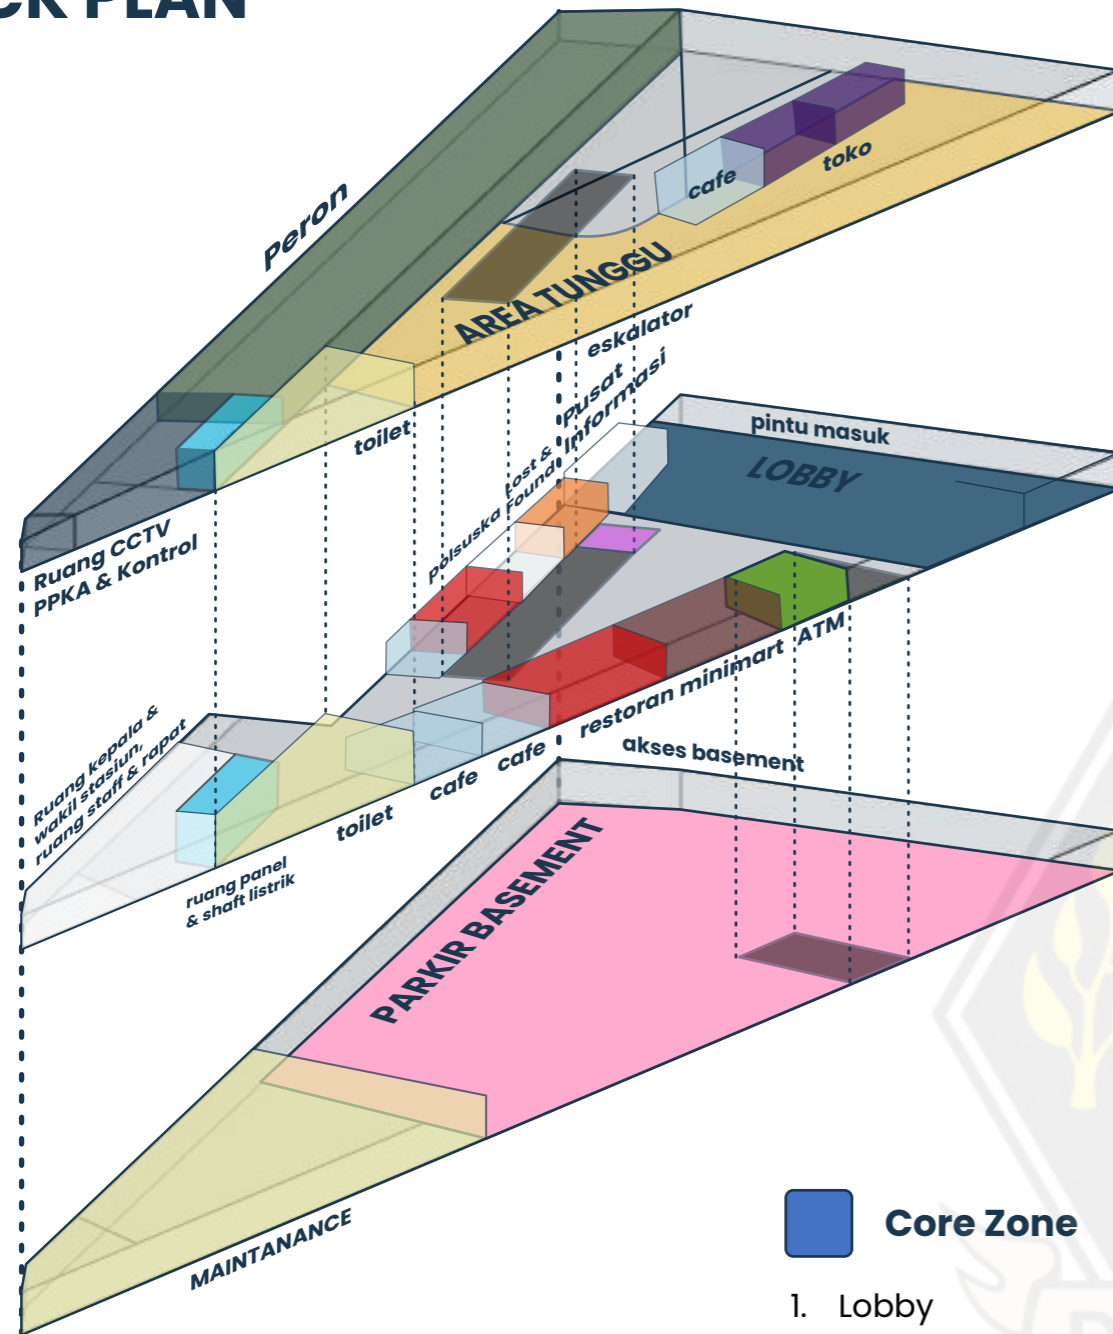 CK PLAN
Peron
cafe
toko
AREA TUNGGU
eskalator
toilet
Ruang CCTV
PPKA & Kontrol
Pusat
Informasi
Lost &
Found
polsuska
pintu masuk
LOBBY
ATM
minimart
restoran
cafe
cafe
toilet
Ruang kepala &
wakil stasiun,
ruang staff & rapat
ruang panel
& shaft listrik
akses basement
PARKIR BASEMENT
MAINTANANCE
Core Zone
1. Lobby